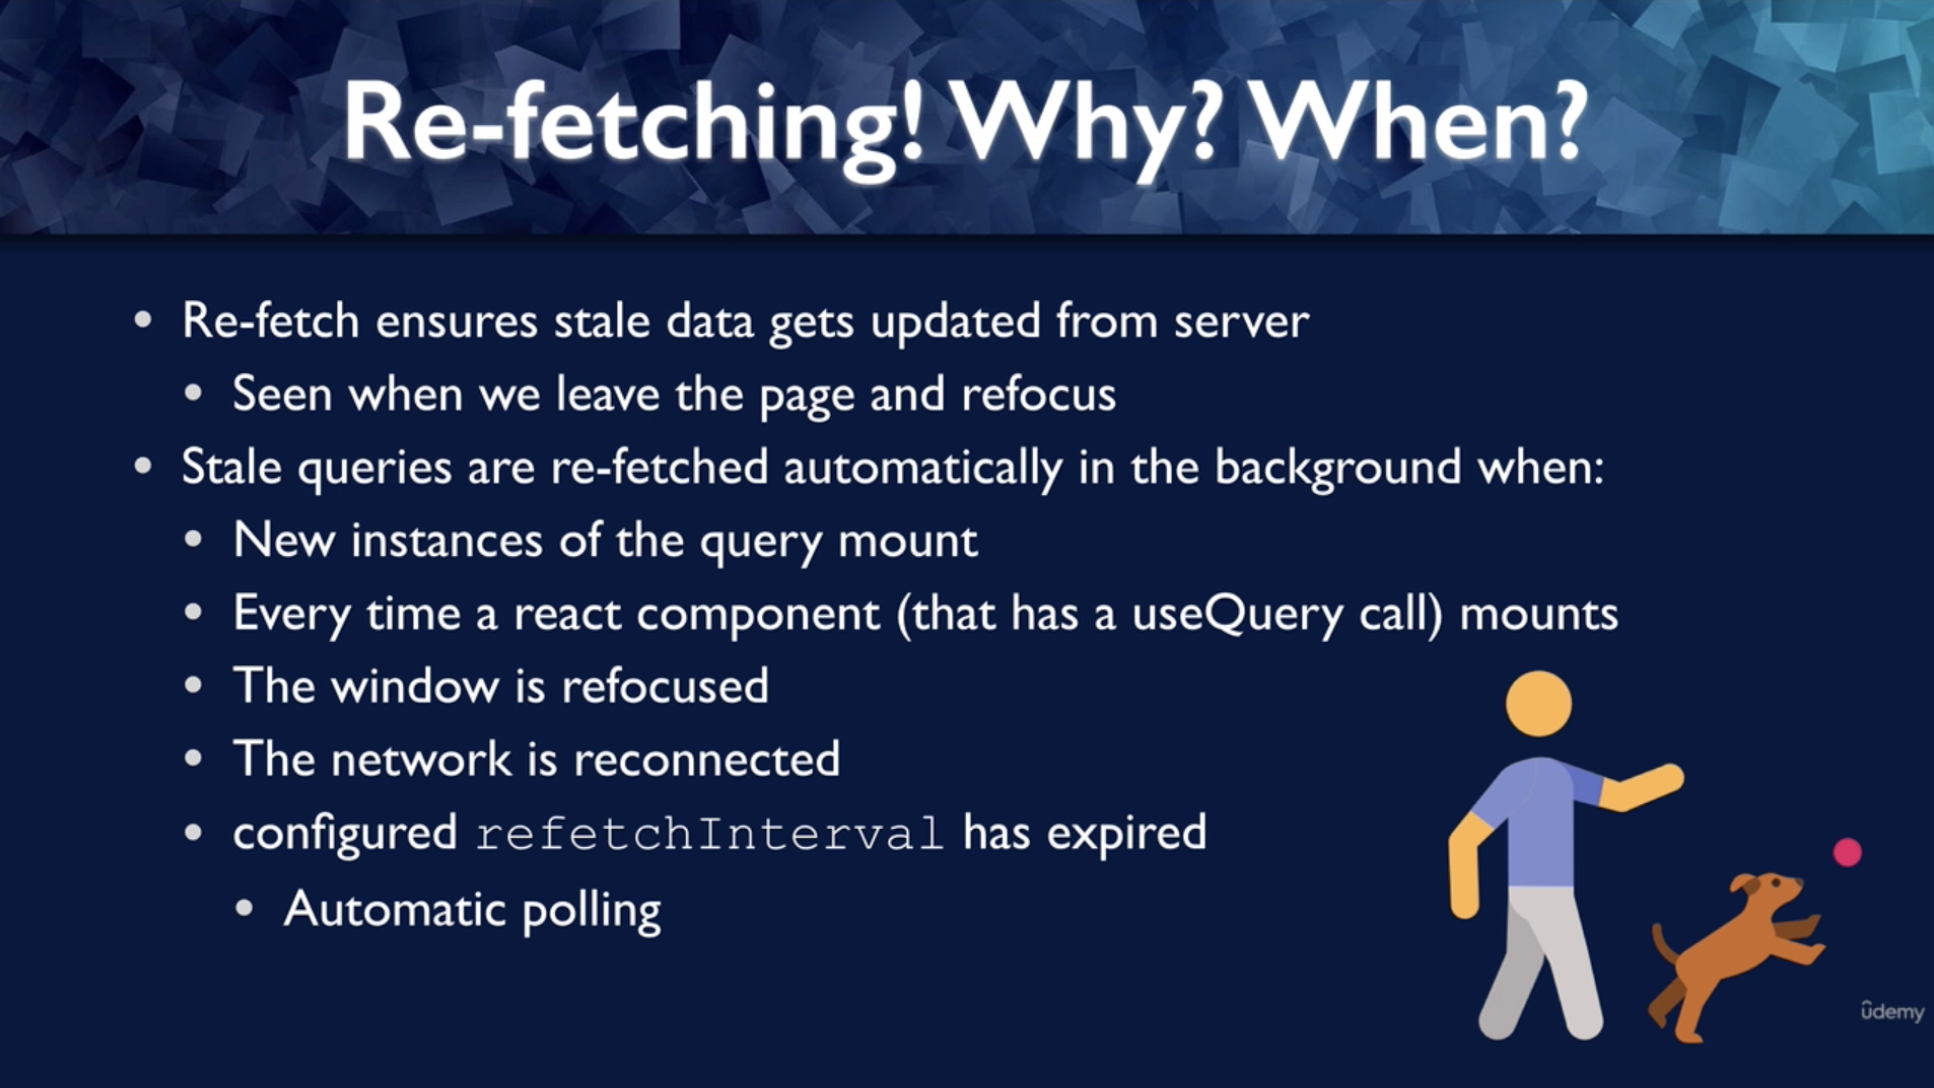 Re-fetching! Why? When?
• Re-fetch ensures stale data gets updated from server
• Seen when we leave the page and refocus
• Stale queries are re-fetched automatically in the background when:
• New instances of the query mount
• Every time a react component (that has a useQuery call) mounts
• The window is refocused
• The network is reconnected
• configured refetchInterval has expired
• Automatic polling
ûdemy